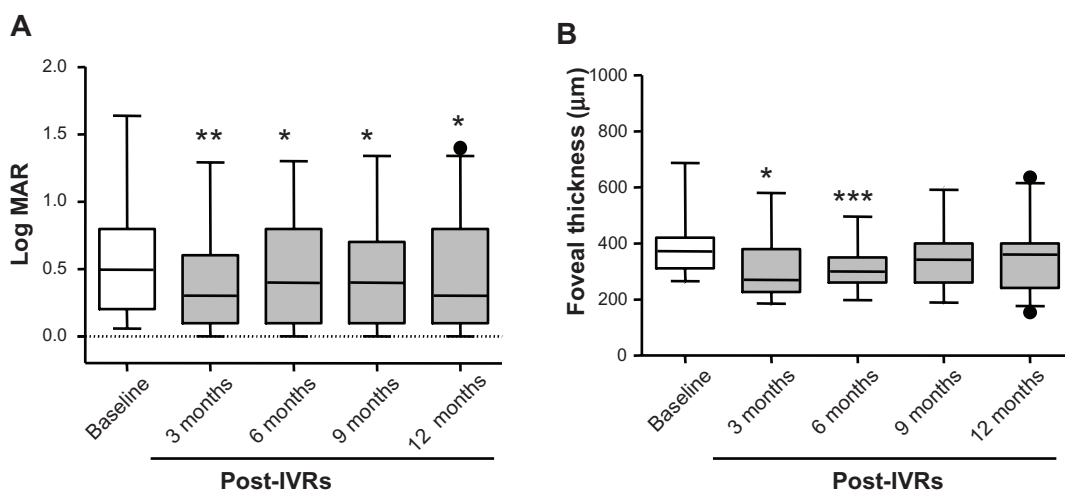 A
Log MAR
2.0
1.5
1.0
0.5
0.0
**
*
*
*
Baseline
3 months
6 months
9 months
12 months
Post-IVRs
B
Foveal thickness (μm)
1000
800
600
400
200
0
*
***
Baseline
3 months
6 months
9 months
12 months
Post-IVRs